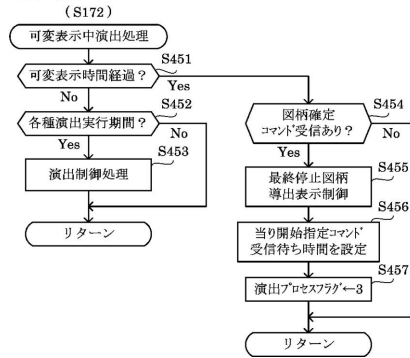 (S172)
可変表示中演出処理
S451
可変表示時間経過?
Yes
No
S452
各種演出実行期間?
No
Yes
S453
演出制御処理
リターン
S454
図柄確定
コマンド受信あり?
No
Yes
S455
最終停止図柄
導出表示制御
S456
当り開始指定コマンド
受信待ち時間を設定
S457
演出プロセスフラグ←3
リターン